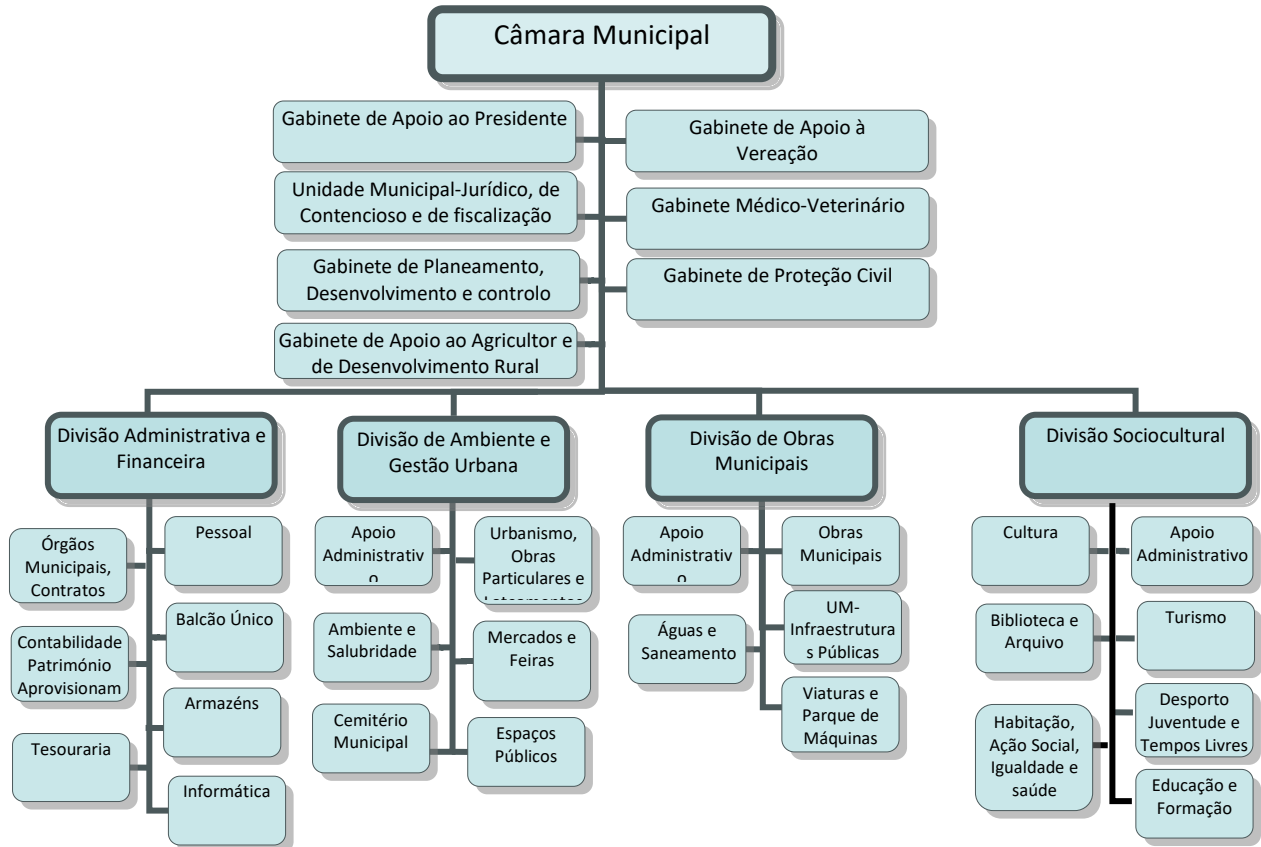 Câmara Municipal
Gabinete de Apoio ao Presidente
Gabinete de Apoio à
Vereação
Unidade Municipal-Jurídico, de
Contencioso e de fiscalização
Gabinete Médico-Veterinário
Gabinete de Planeamento,
Desenvolvimento e controlo
Gabinete de Proteção Civil
Gabinete de Apoio ao Agricultor e
de Desenvolvimento Rural
Divisão Administrativa e
Financeira
Órgãos
Municipais,
Contratos
Pessoal
Contabilidade
Património
Aprovisionam
Balcão Único
Armazéns
Tesouraria
Informática
Divisão de Ambiente e
Gestão Urbana
Apoio
Administrativ
o
Urbanismo,
Obras
Particulares e
Ambiente e
Salubridade
Mercados e
Feiras
Cemitério
Municipal
Espaços
Públicos
Divisão de Obras
Municipais
Apoio
Administrativ
o
Obras
Municipais
Águas e
Saneamento
UM-
Infraestrutura
s Públicas
Viaturas e
Parque de
Máquinas
Divisão Sociocultural
Cultura
Apoio
Administrativo
Biblioteca e
Arquivo
Turismo
Habitação,
Ação Social,
Igualdade e
saúde
Desporto
Juventude e
Tempos Livres
Educação e
Formação